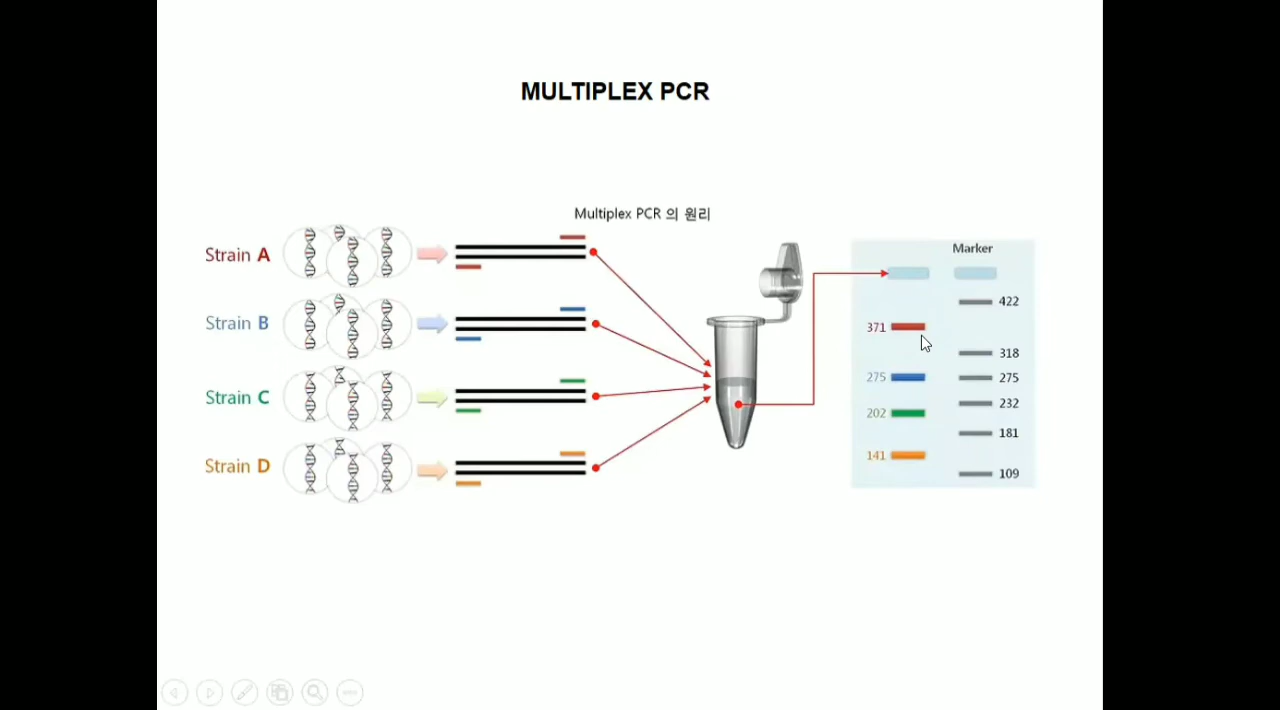 MULTIPLEX PCR
Multiplex PCR 의 원리
Strain A
Strain B
Strain C
Strain D
Marker
422
371
318
275
275
202
232
181
141
109